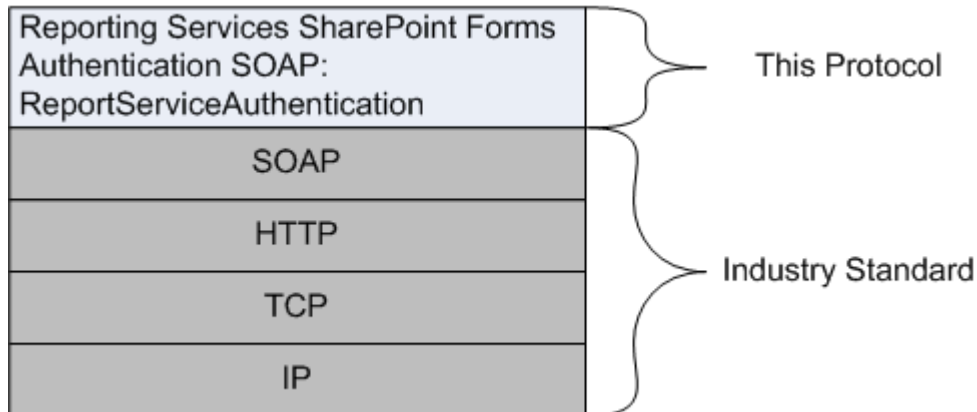 Reporting Services SharePoint Forms
Authentication SOAP:
ReportServiceAuthentication
This Protocol
SOAP
HTTP
TCP
IP
Industry Standard